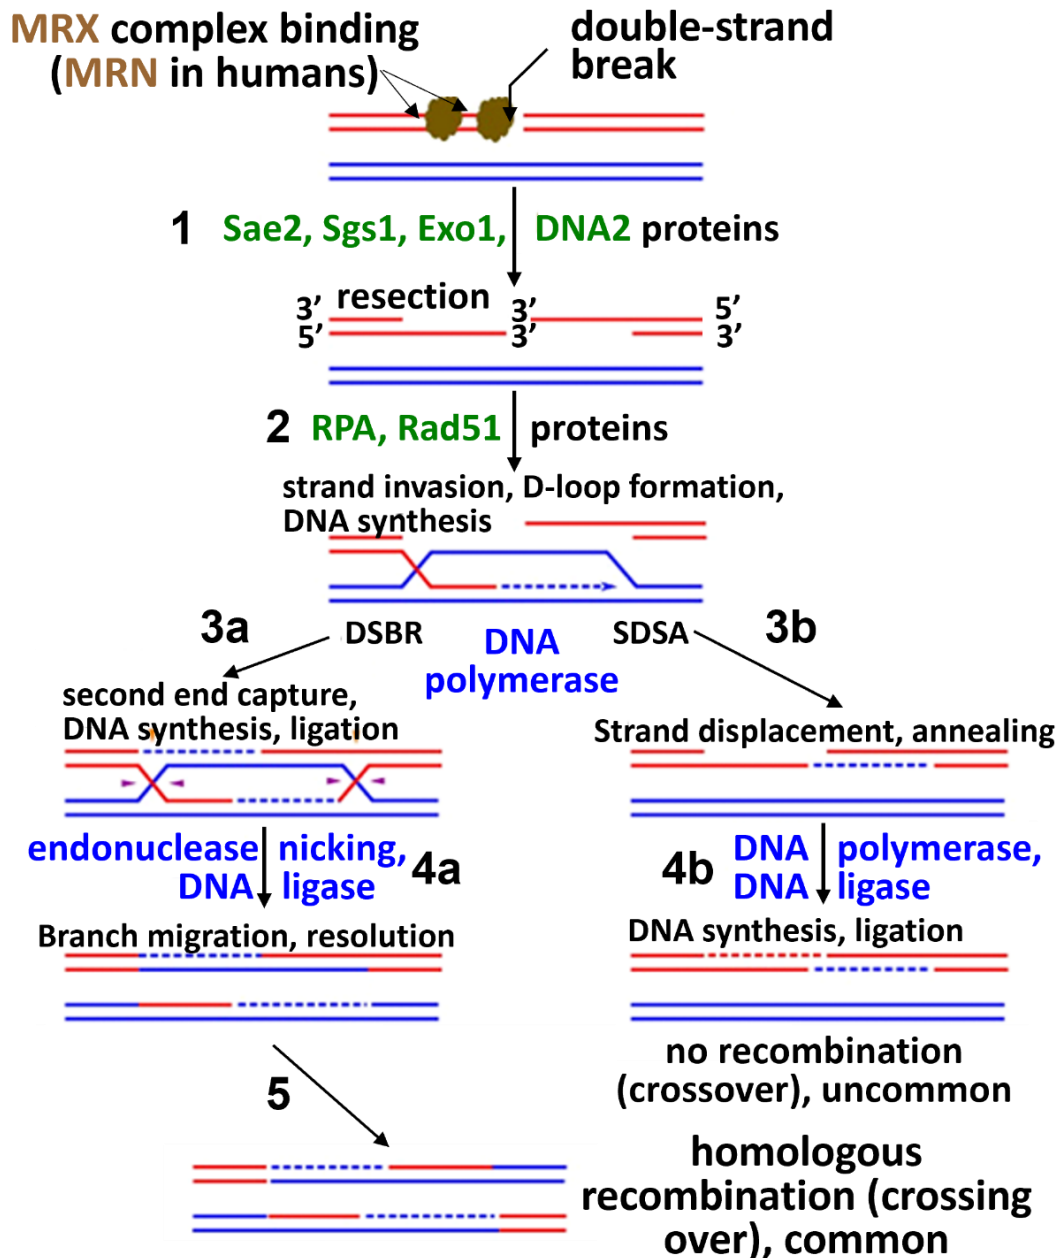 MRX complex binding
(MRN in humans)
double-strand
break
1 Sae2, Sgs1, Exo1, DNA2 proteins
resection
3’ 3’ 5’
5’ 3’ 3’
2 RPA, Rad51 proteins
strand invasion, D-loop formation,
DNA synthesis
3a DSBR DNA SDSA 3b
polymerase
second end capture,
DNA synthesis, ligation
Strand displacement, annealing
endonuclease nicking,
DNA ligase
4a
4b
DNA polymerase,
DNA ligase
Branch migration, resolution
DNA synthesis, ligation
no recombination
(crossover), uncommon
5
homologous
recombination (crossing
over), common